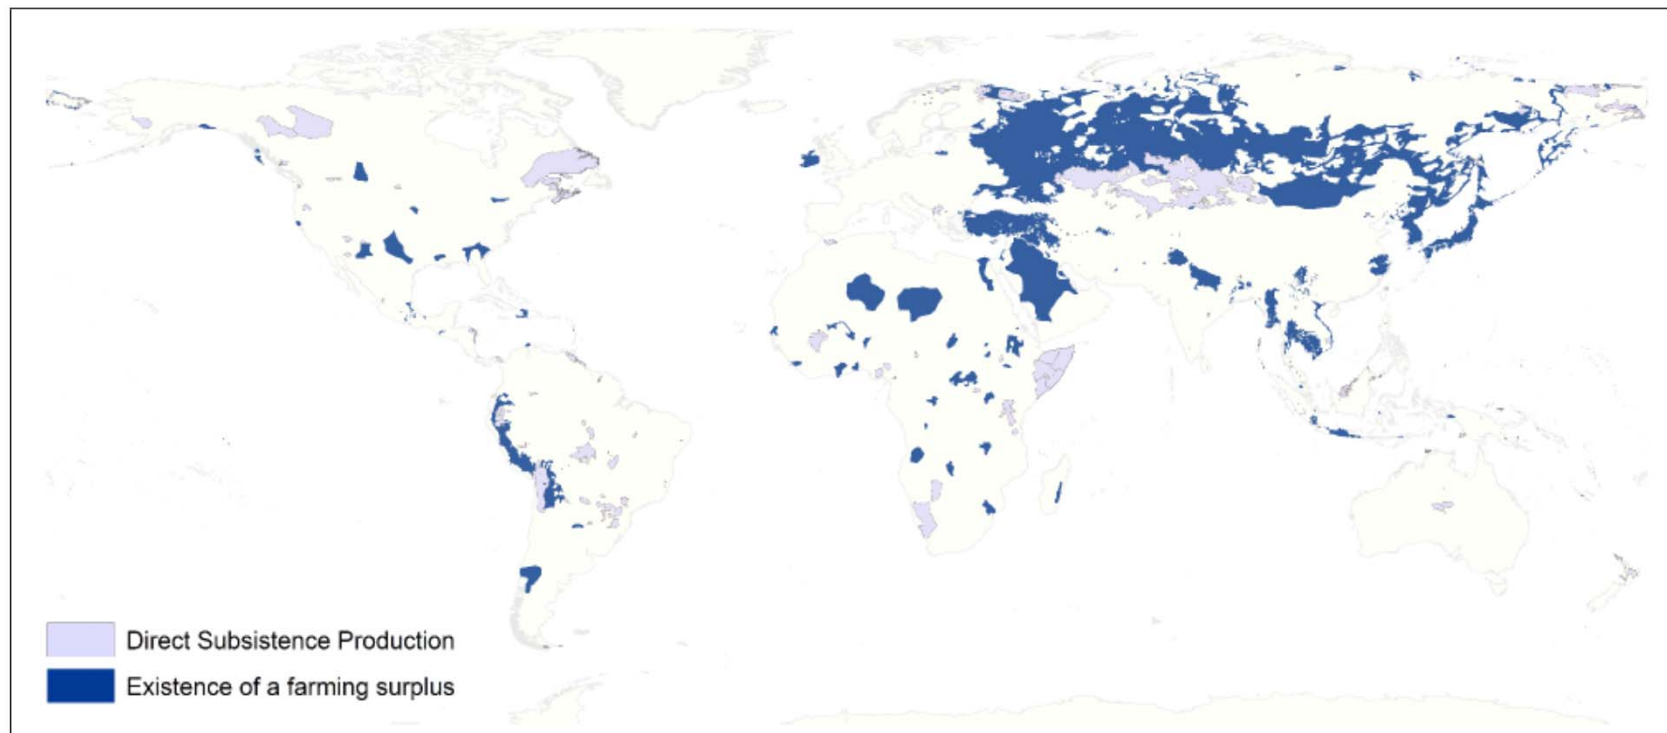 Direct Subsistence Production
Existence of a farming surplus